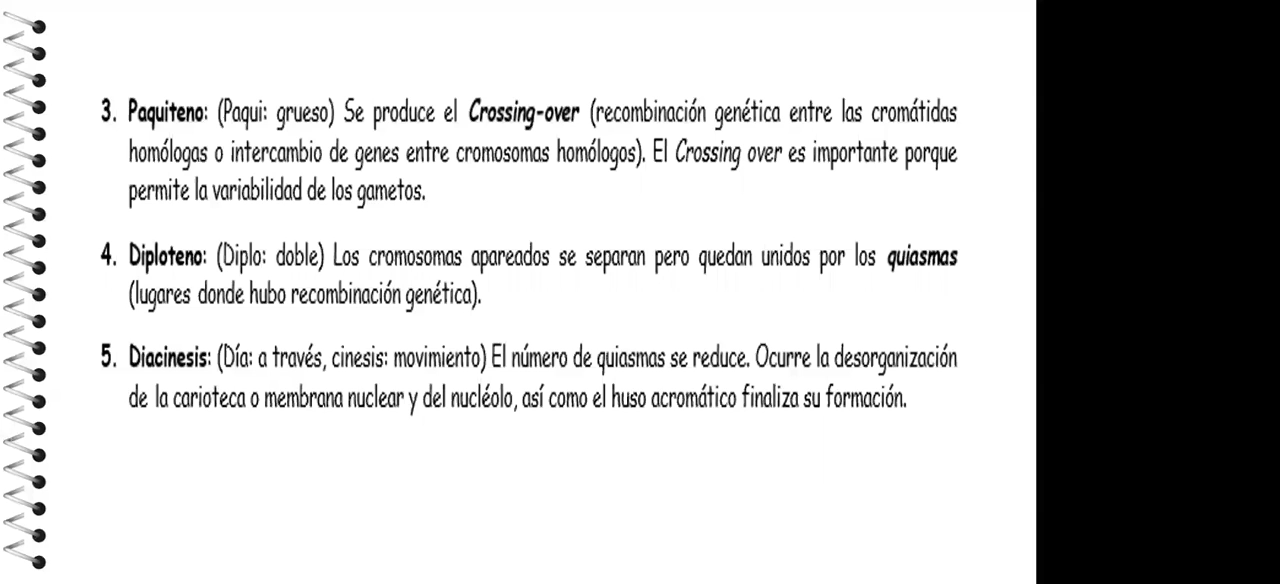 3. Paquiteno: (Paqui: grueso) Se produce el Crossing-over (recombinación genética entre las cromátidas
homólogas o intercambio de genes entre cromosomas homólogos). El Crossing over es importante porque
permite la variabilidad de los gametos.
4. Diploteno: (Diplo: doble) Los cromosomas apareados se separan pero quedan unidos por los quiasmas
(lugares donde hubo recombinación genética).
5. Diacinesis: (Día: a través, cinesis: movimiento) El número de quiasmas se reduce. Ocurre la desorganización
de la carioteca o membrana nuclear y del nucléolo, así como el huso acromático finaliza su formación.